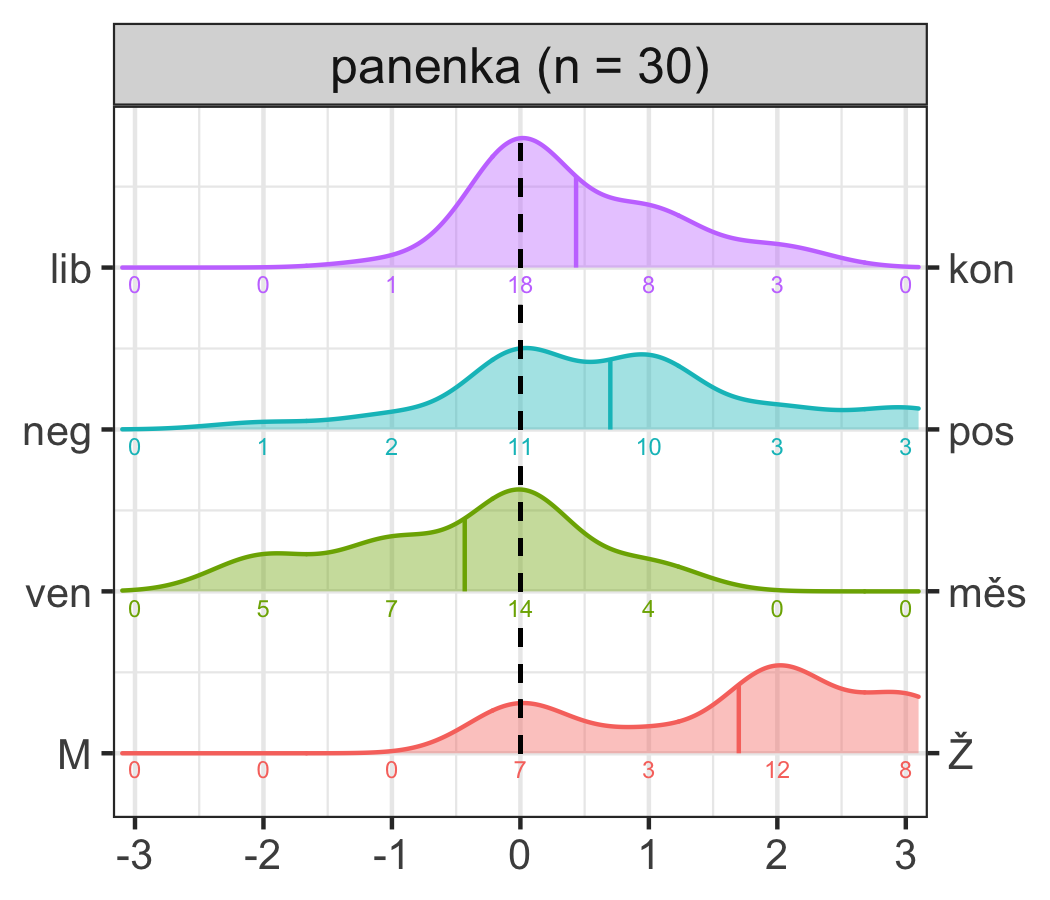 panenka (n = 30)
lib kon
0 0 1 18 8 3 0
neg pos
0 1 2 11 10 3 3
ven měs
0 5 7 14 4 0 0
M Ž
0 0 0 7 3 12 8
-3 -2 -1 0 1 2 3